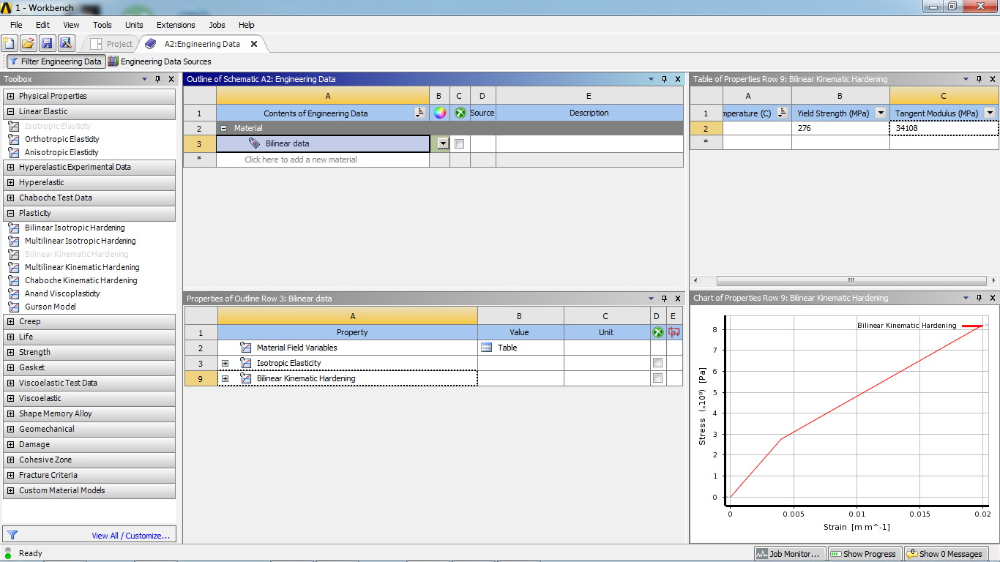 1 - Workbench
File Edit View Tools Units Extensions Jobs Help
Project A2:Engineering Data
Filter Engineering Data Engineering Data Sources
Toolbox
Physical Properties
Linear Elastic
Isotropic Elasticity
Orthotropic Elasticity
Anisotropic Elasticity
Hyperelastic Experimental Data
Hyperelastic
Chaboche Test Data
Plasticity
Bilinear Isotropic Hardening
Multilinear Isotropic Hardening
Bilinear Kinematic Hardening
Multilinear Kinematic Hardening
Chaboche Kinematic Hardening
Anand Viscoplasticity
Gurson Model
Creep
Life
Strength
Gasket
Viscoelastic Test Data
Viscoelastic
Shape Memory Alloy
Geomechanical
Damage
Cohesive Zone
Fracture Criteria
Custom Material Models
View All / Customize...
Outline of Schematic A2: Engineering Data
A B C D E
1 Contents of Engineering Data Source Description
2 Material
3 Bilinear data
* Click here to add a new material
Properties of Outline Row 3: Bilinear data
A B C D E
1 Property Value Unit
2 Material Field Variables Table
3 Isotropic Elasticity
9 Bilinear Kinematic Hardening
Table of Properties Row 9: Bilinear Kinematic Hardening
A B C
1 mperature (C) Yield Strength (MPa) Tangent Modulus (MPa)
2 276 34108
*
Chart of Properties Row 9: Bilinear Kinematic Hardening
Bilinear Kinematic Hardening
8
7
6
5
4
3
2
1
0
Stress (x10⁸) [Pa]
0 0.005 0.01 0.015 0.02
Strain [m m^-1]
Ready
Job Monitor... Show Progress Show 0 Messages